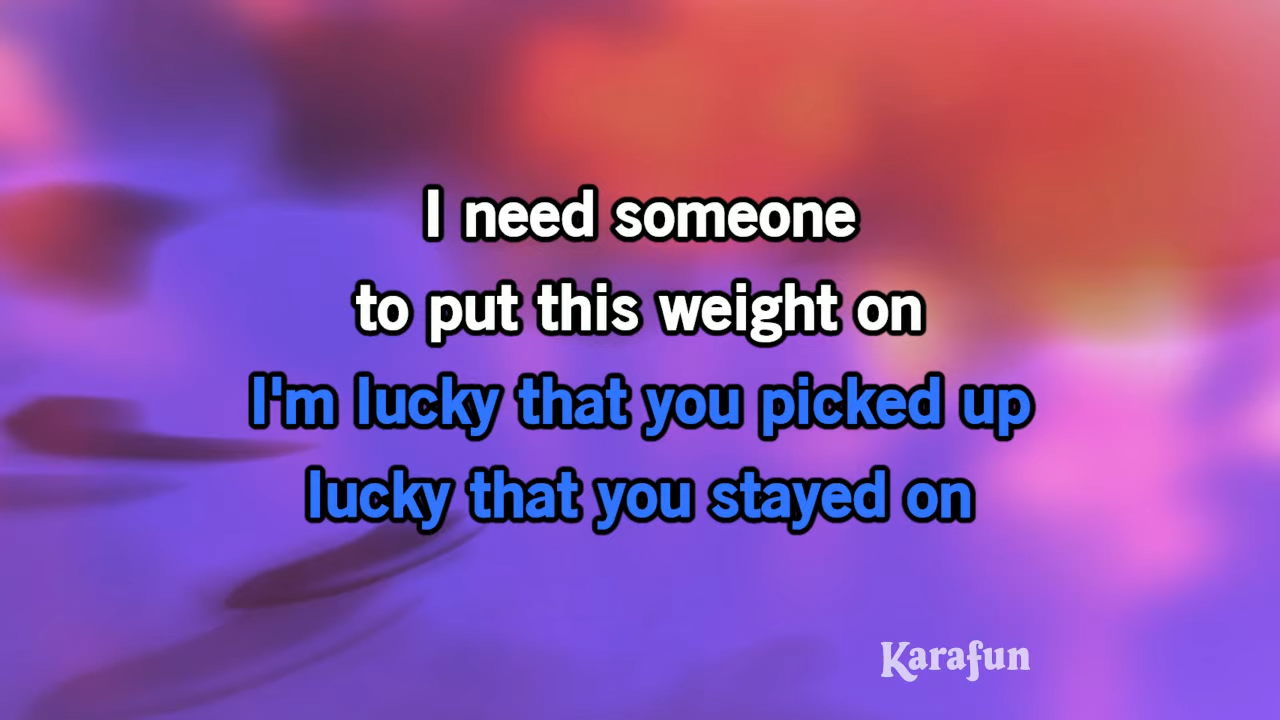 I need someone
to put this weight on
I'm lucky that you picked up
lucky that you stayed on
Karafun